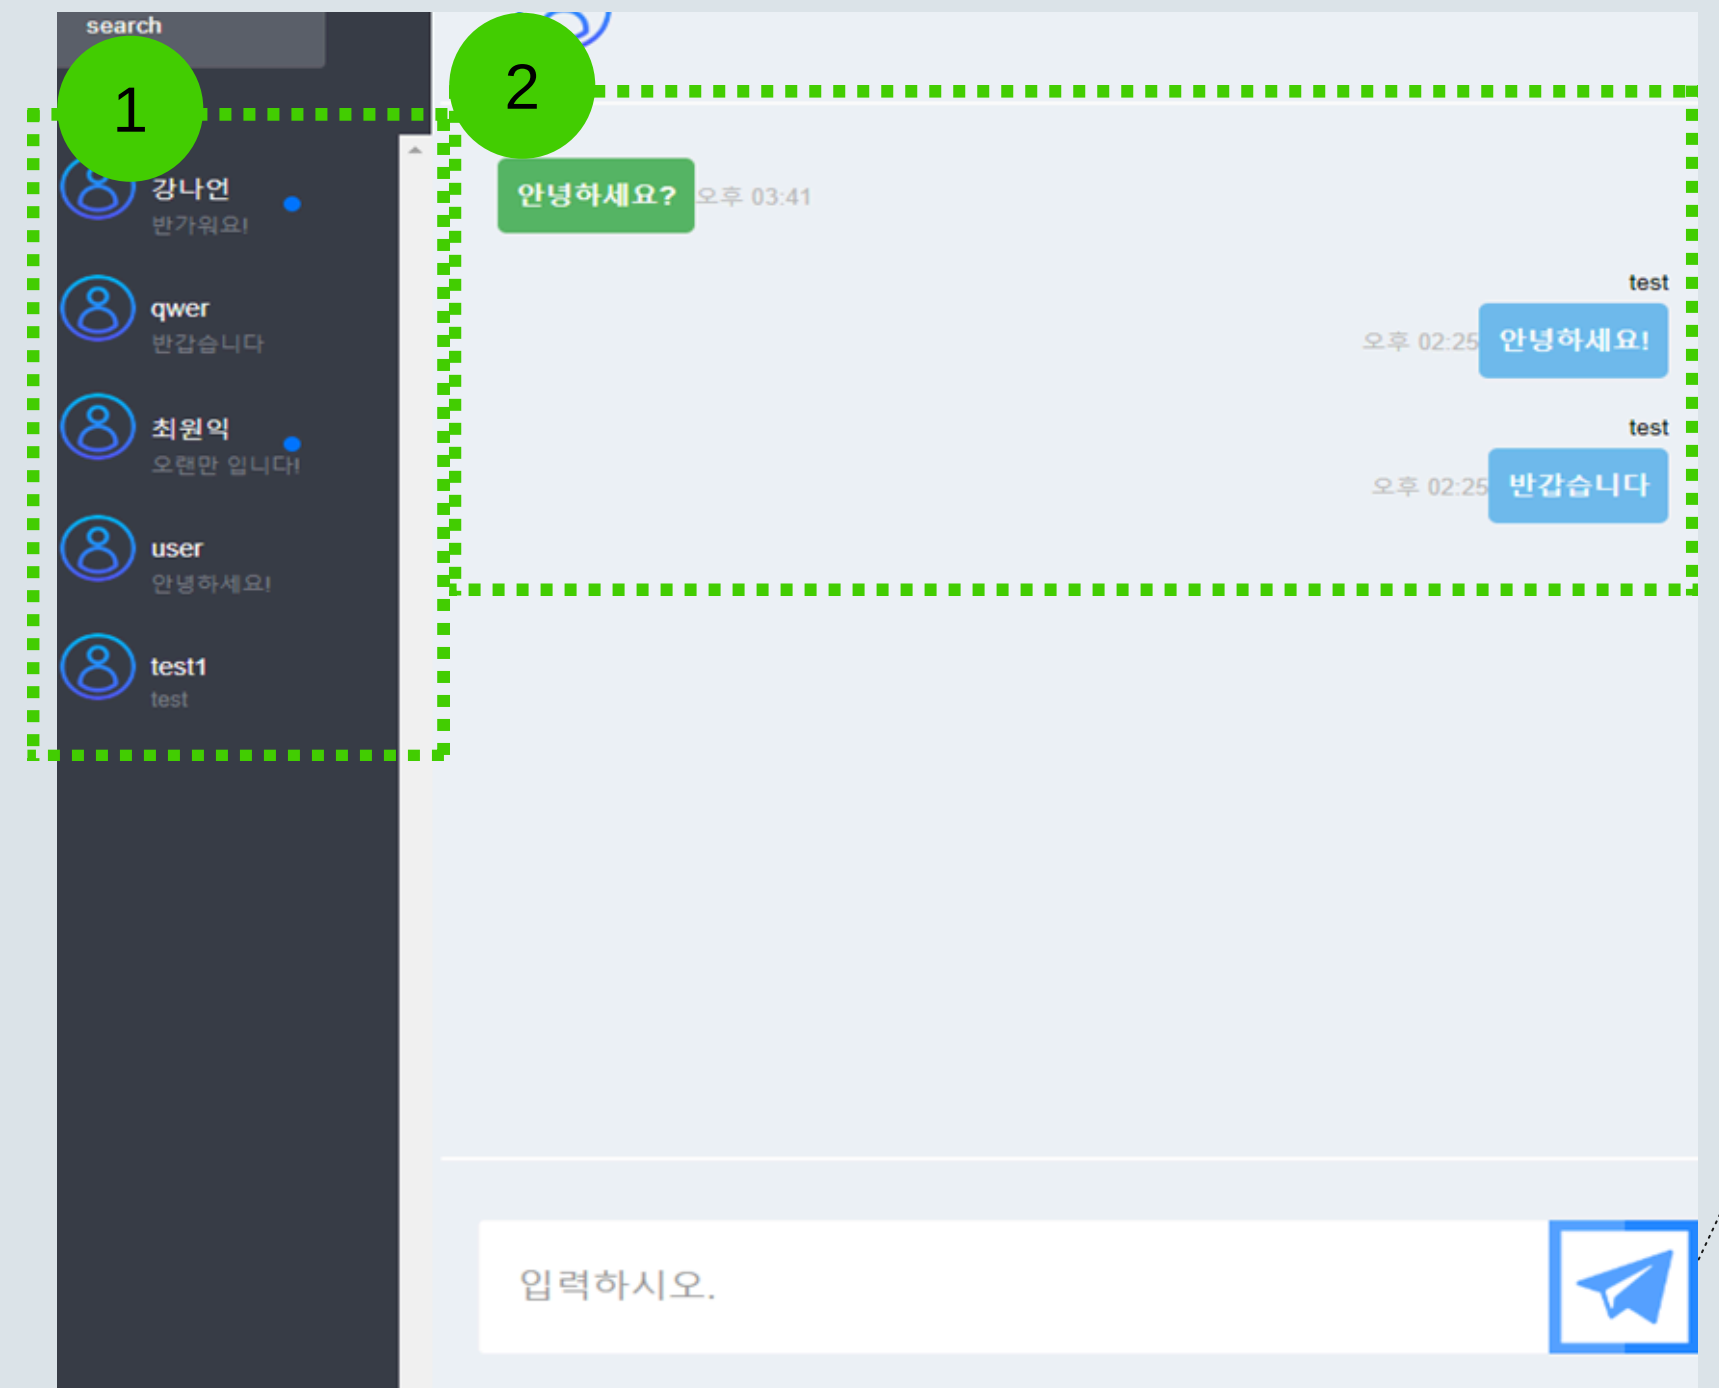 search
1
강나언
반가워요!
qwer
반갑습니다
최원익
오랜만 입니다!
user
안녕하세요!
test1
test
2
안녕하세요? 오후 03:41
test
오후 02:25 안녕하세요!
test
오후 02:25 반갑습니다
입력하시오.